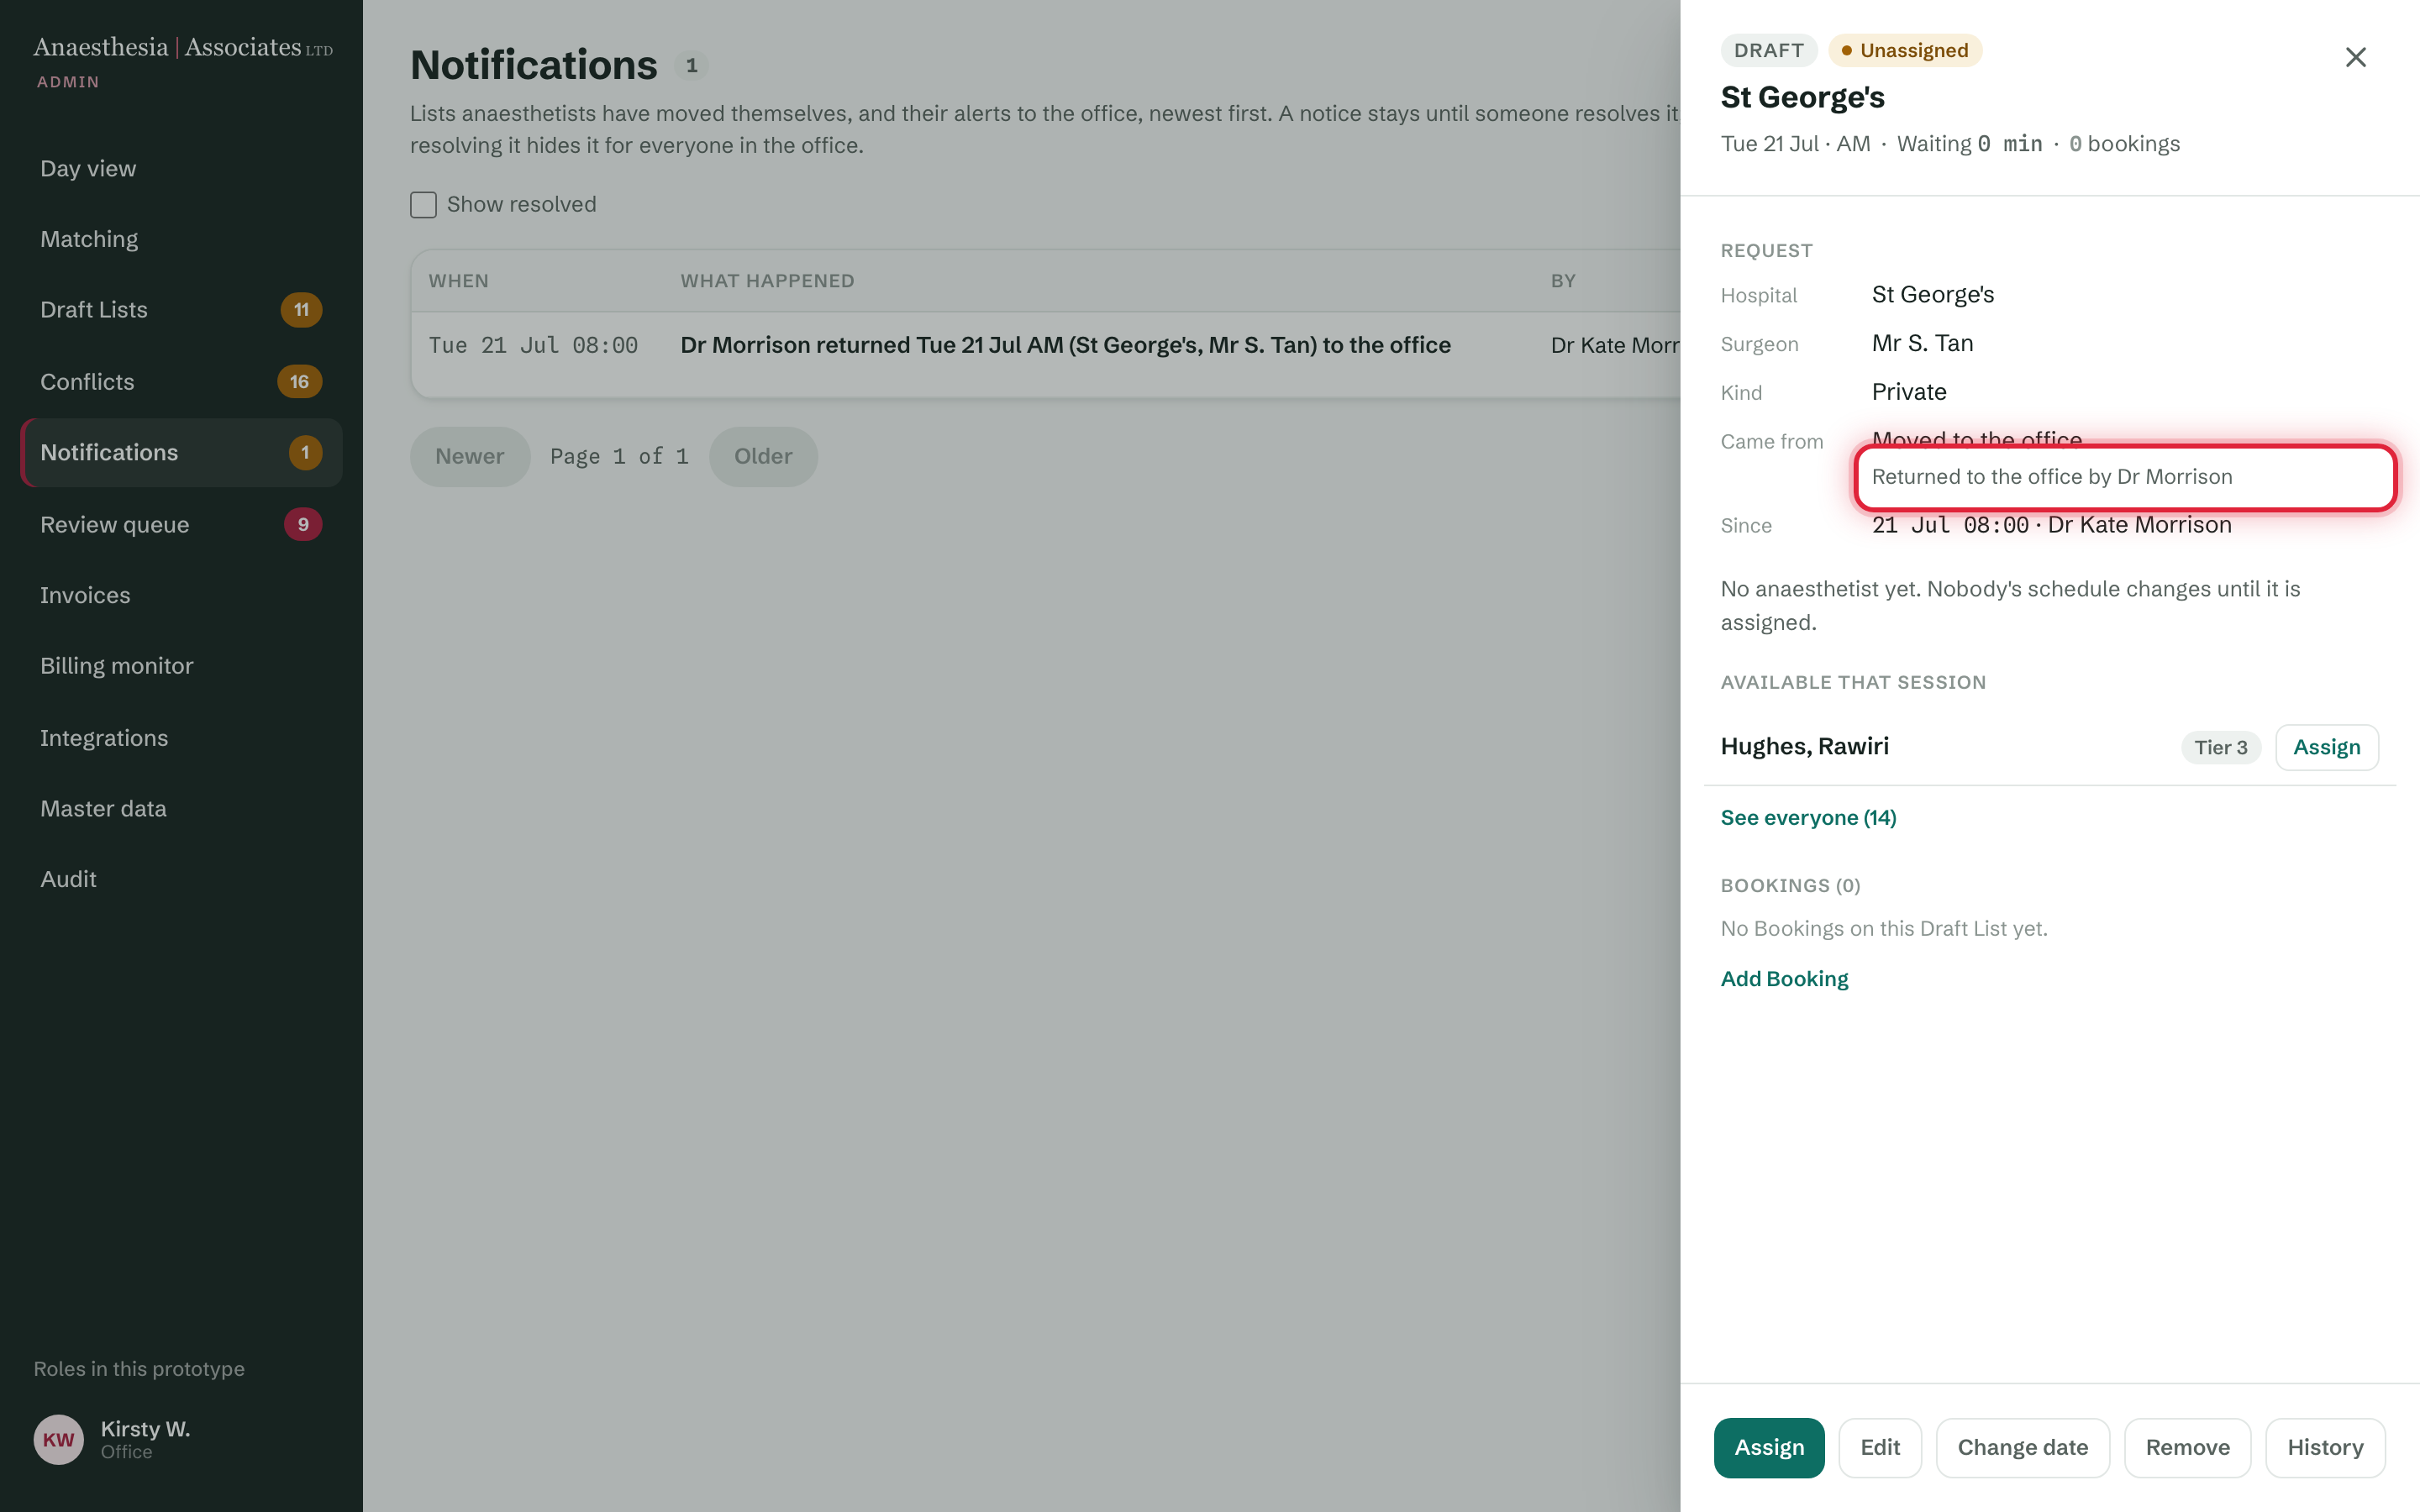 Anaesthesia | Associates LTD
ADMIN
Day view
Matching
Draft Lists 11
Conflicts 16
Notifications 1
Review queue 9
Invoices
Billing monitor
Integrations
Master data
Audit
Roles in this prototype
KW
Kirsty W.
Office
Notifications 1
Lists anaesthetists have moved themselves, and their alerts to the office, newest first. A notice stays until someone resolves it
resolving it hides it for everyone in the office.
Show resolved
WHEN WHAT HAPPENED BY
Tue 21 Jul 08:00 Dr Morrison returned Tue 21 Jul AM (St George's, Mr S. Tan) to the office Dr Kate Morr
Newer Page 1 of 1 Older
DRAFT Unassigned
St George's
Tue 21 Jul · AM · Waiting 0 min · 0 bookings
REQUEST
Hospital St George's
Surgeon Mr S. Tan
Kind Private
Came from Moved to the office
Returned to the office by Dr Morrison
Since 21 Jul 08:00 · Dr Kate Morrison
No anaesthetist yet. Nobody's schedule changes until it is
assigned.
AVAILABLE THAT SESSION
Hughes, Rawiri Tier 3 Assign
See everyone (14)
BOOKINGS (0)
No Bookings on this Draft List yet.
Add Booking
Assign Edit Change date Remove History